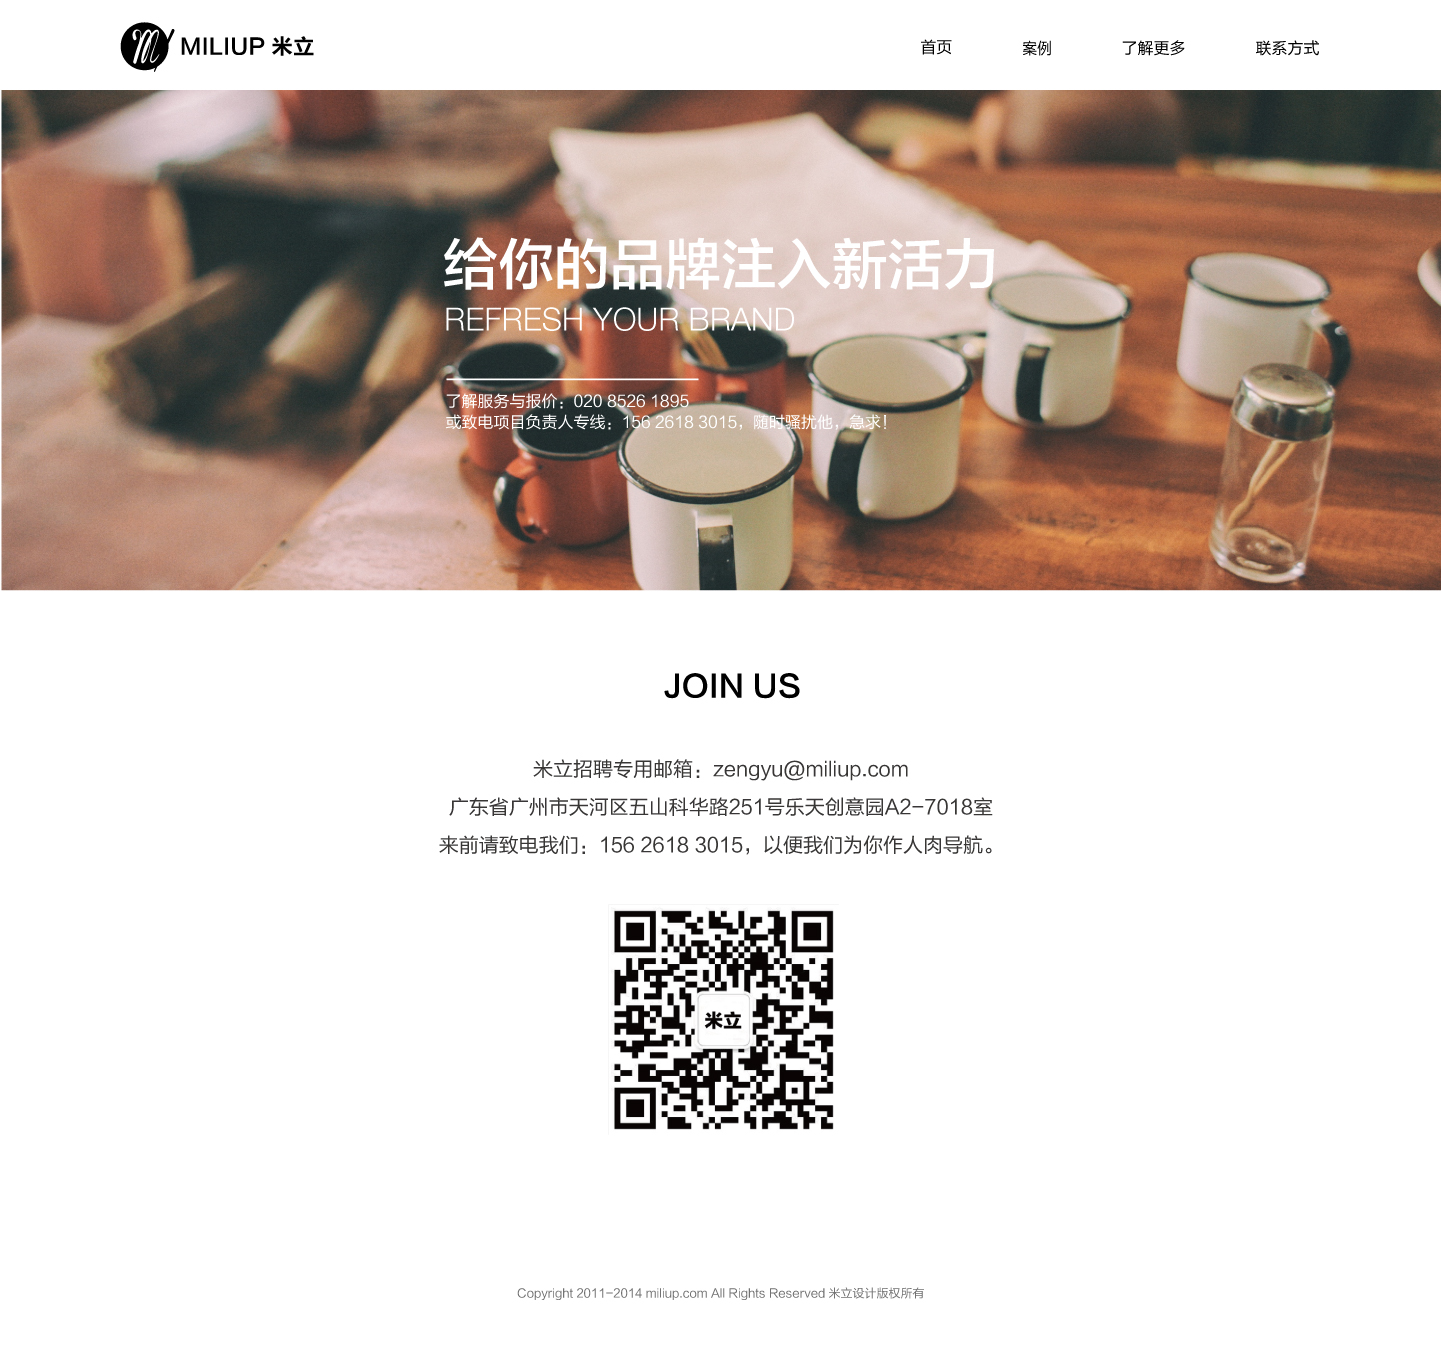 MILIUP 米立
首页
案例
了解更多
联系方式
给你的品牌注入新活力
REFRESH YOUR BRAND
了解服务与报价：020 8526 1895
或致电项目负责人专线：156 2618 3015，随时骚扰他，急求！
JOIN US
米立招聘专用邮箱：zengyu@miliup.com
广东省广州市天河区五山科华路251号乐天创意园A2-7018室
来前请致电我们：156 2618 3015，以便我们为你作人肉导航。
米立
Copyright 2011-2014 miliup.com All Rights Reserved 米立设计版权所有